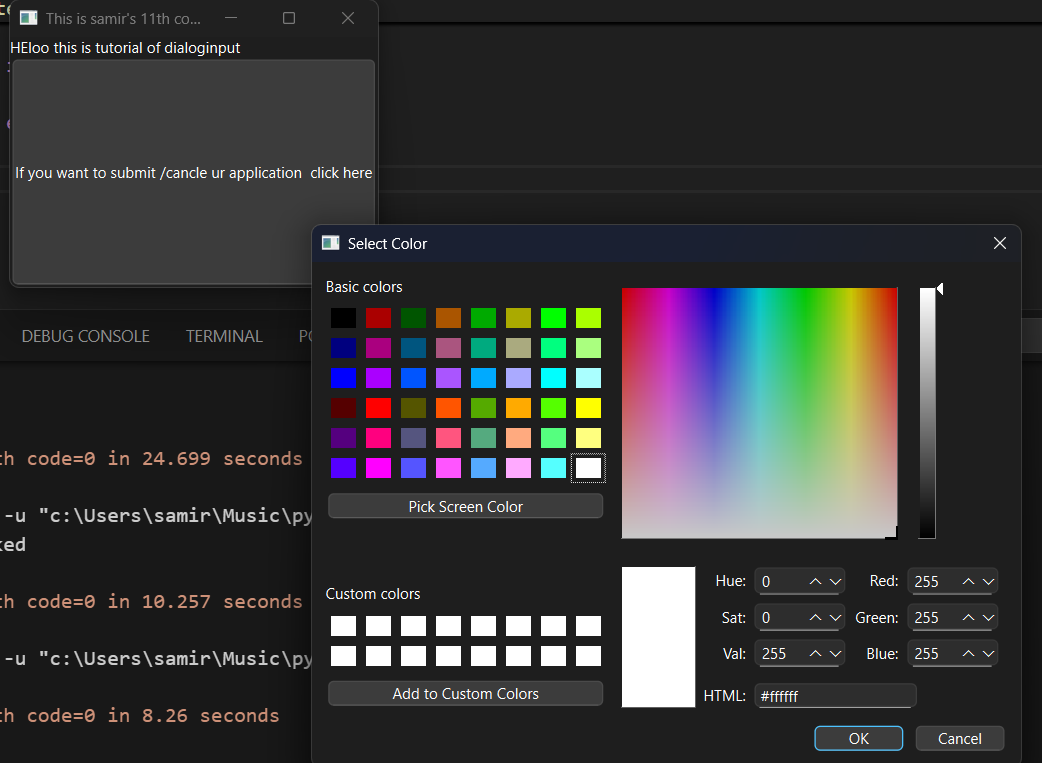 This is samir's 11th co...
HEloo this is tutorial of dialoginput
If you want to submit /cancle ur application  click here
Select Color
Basic colors
Pick Screen Color
Custom colors
Add to Custom Colors
Hue: 0 Red: 255
Sat: 0 Green: 255
Val: 255 Blue: 255
HTML: #ffffff
OK Cancel
DEBUG CONSOLE TERMINAL
th code=0 in 24.699 seconds
-u "c:\Users\samir\Music\py
ked
th code=0 in 10.257 seconds
-u "c:\Users\samir\Music\py
th code=0 in 8.26 seconds